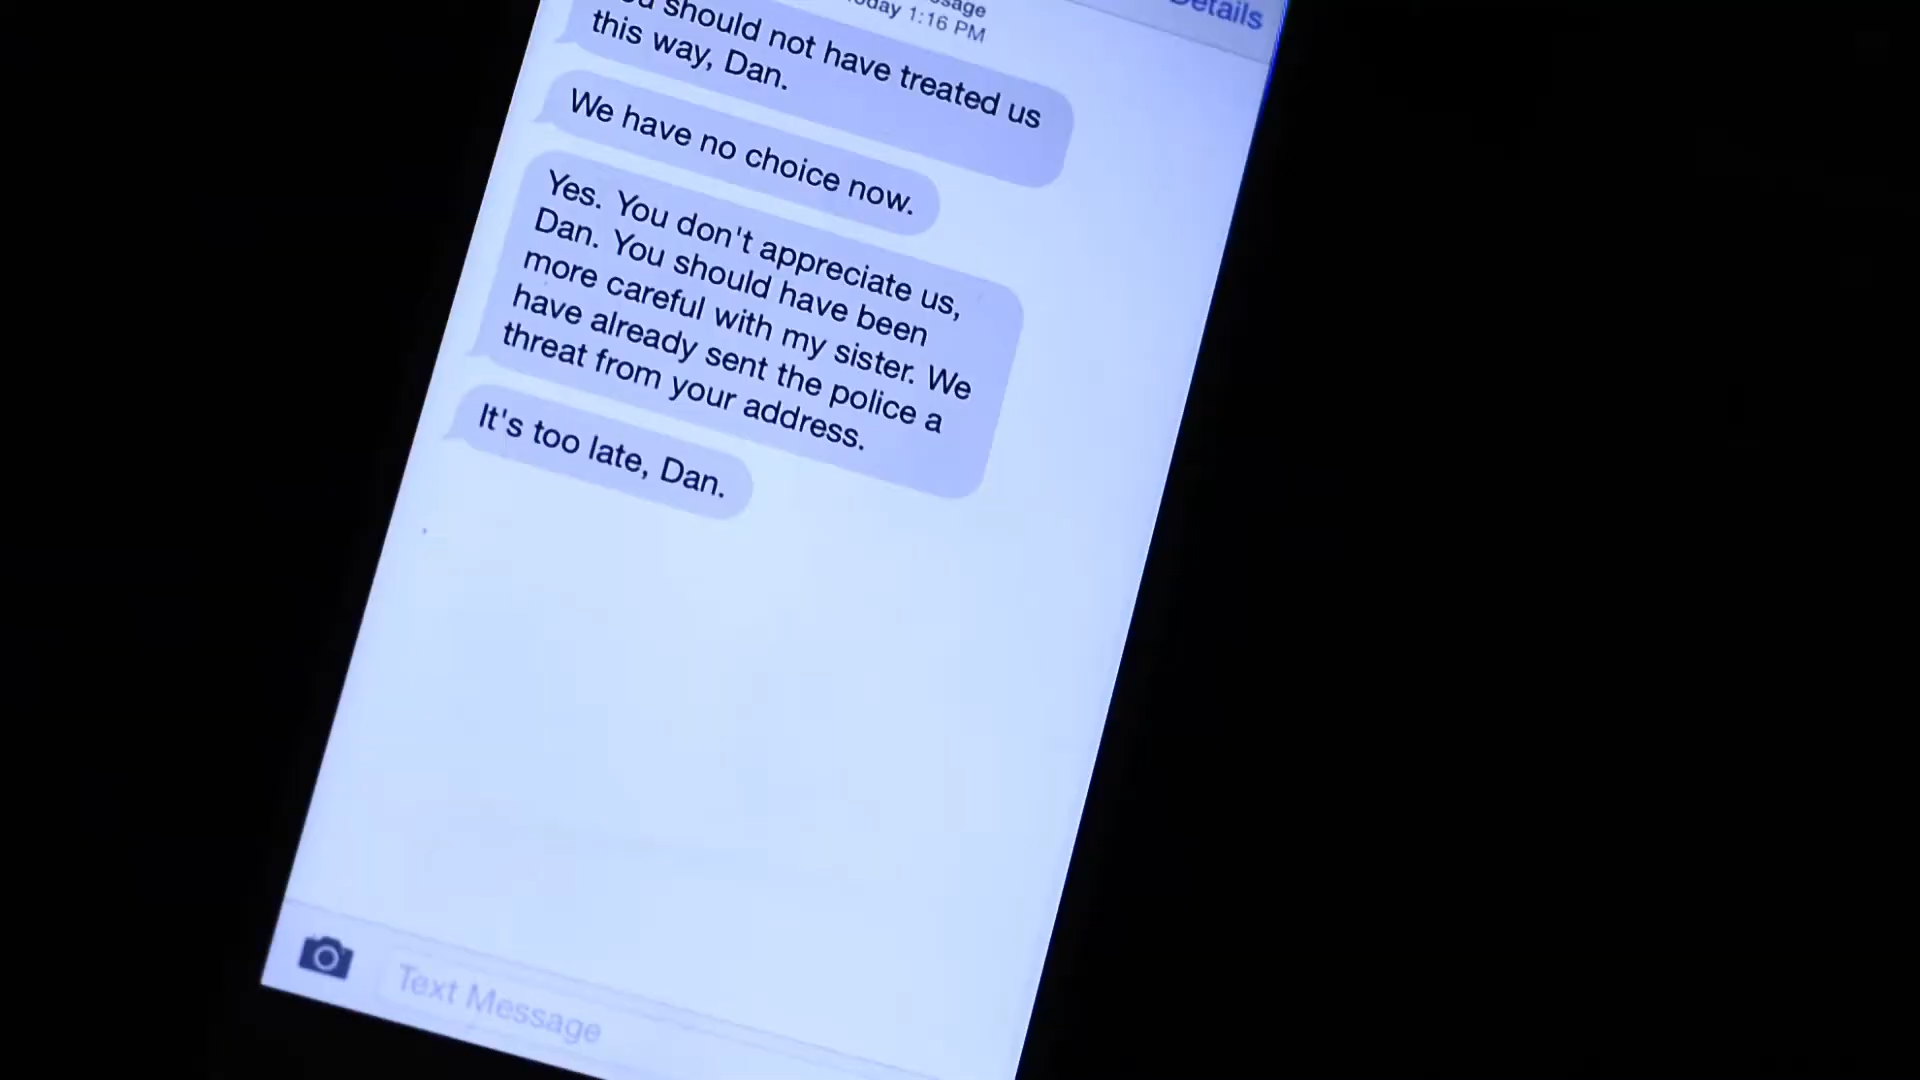 Details
Today 1:16 PM
should not have treated us
this way, Dan.
We have no choice now.
Yes. You don't appreciate us,
Dan. You should have been
more careful with my sister. We
have already sent the police a
threat from your address.
It's too late, Dan.
Text Message